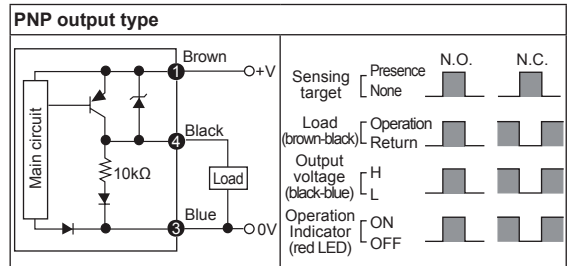 PNP output type
Main circuit
10kΩ
1
Brown
+V
4
Black
Load
3
Blue
0V
N.O. N.C.
Sensing target
Presence
None
Load
(brown-black)
Operation
Return
Output
voltage
(black-blue)
H
L
Operation
Indicator
(red LED)
ON
OFF